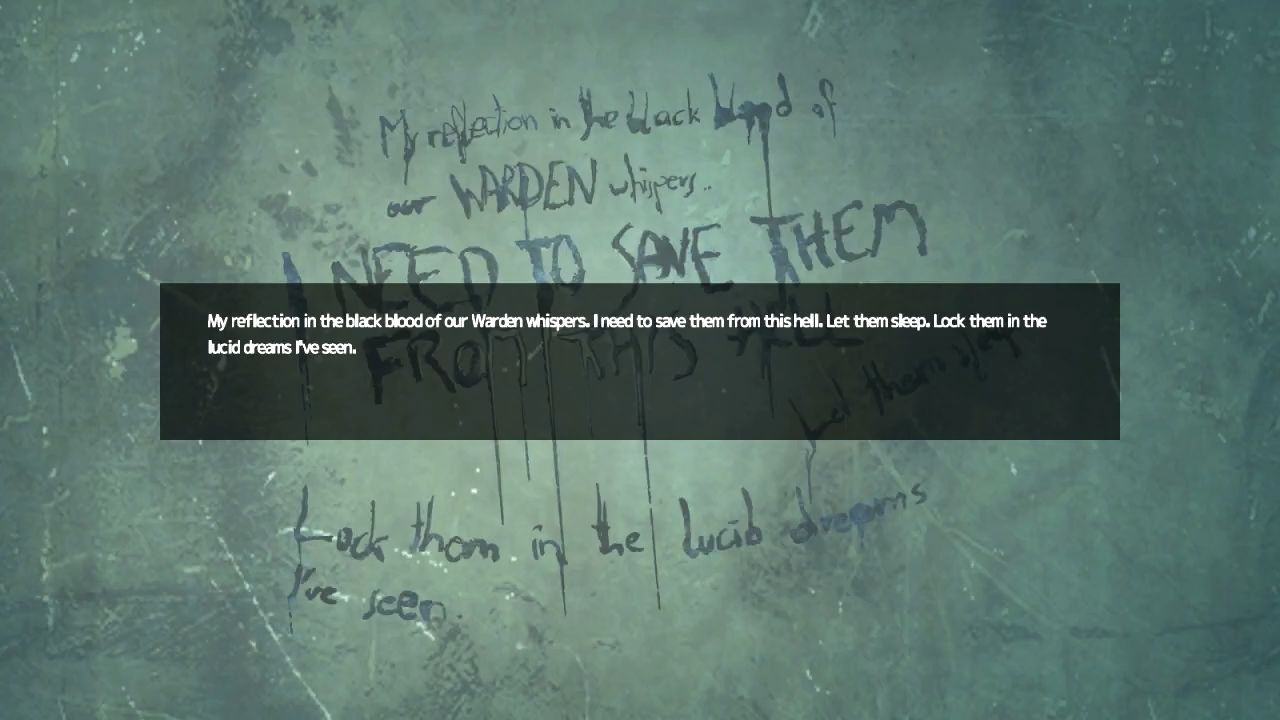 My reflection in the black blood of
our WARDEN whispers..
I NEED TO SAVE THEM
My reflection in the black blood of our Warden whispers. I need to save them from this hell. Let them sleep. Lock them in the
lucid dreams I've seen.
FROM THIS HELL
Let them sleep
Lock them in the lucid dreams
I've seen.